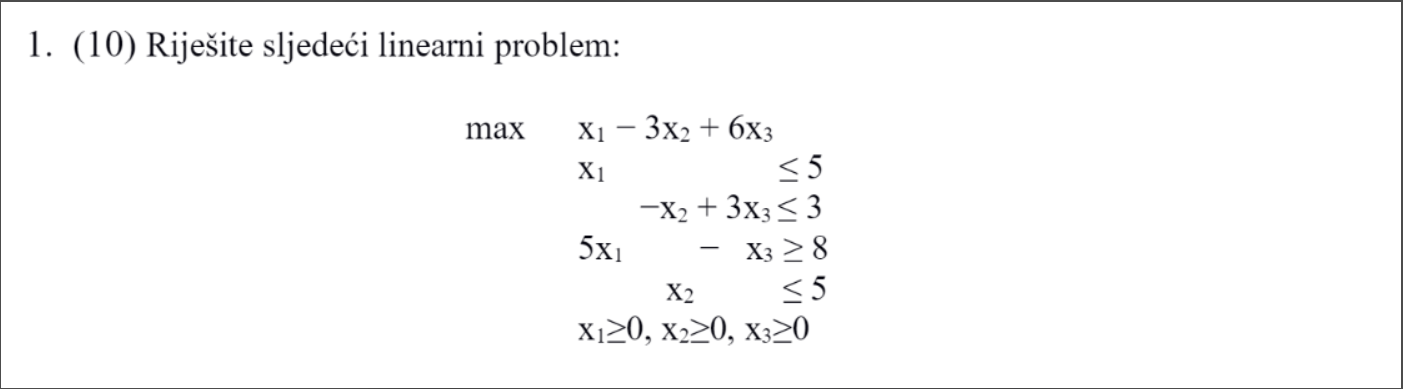 1. (10) Riješite sljedeći linearni problem:
max x₁ − 3x₂ + 6x₃
x₁ ≤ 5
−x₂ + 3x₃ ≤ 3
5x₁ − x₃ ≥ 8
x₂ ≤ 5
x₁≥0, x₂≥0, x₃≥0